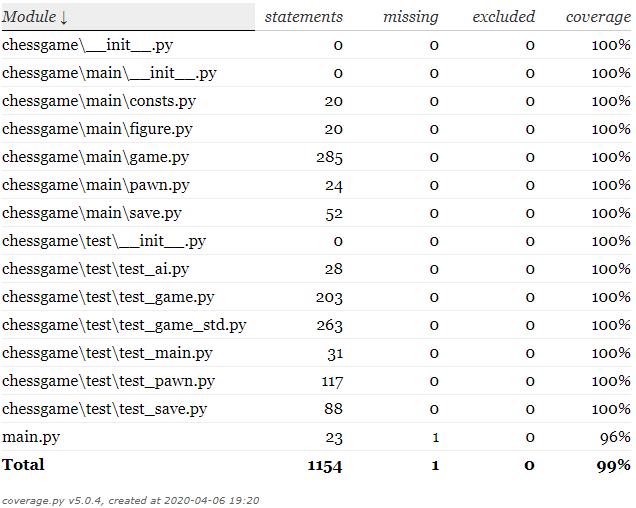 Module ↓ statements missing excluded coverage
chessgame\__init__.py 0 0 0 100%
chessgame\main\__init__.py 0 0 0 100%
chessgame\main\consts.py 20 0 0 100%
chessgame\main\figure.py 20 0 0 100%
chessgame\main\game.py 285 0 0 100%
chessgame\main\pawn.py 24 0 0 100%
chessgame\main\save.py 52 0 0 100%
chessgame\test\__init__.py 0 0 0 100%
chessgame\test\test_ai.py 28 0 0 100%
chessgame\test\test_game.py 203 0 0 100%
chessgame\test\test_game_std.py 263 0 0 100%
chessgame\test\test_main.py 31 0 0 100%
chessgame\test\test_pawn.py 117 0 0 100%
chessgame\test\test_save.py 88 0 0 100%
main.py 23 1 0 96%
Total 1154 1 0 99%
coverage.py v5.0.4, created at 2020-04-06 19:20